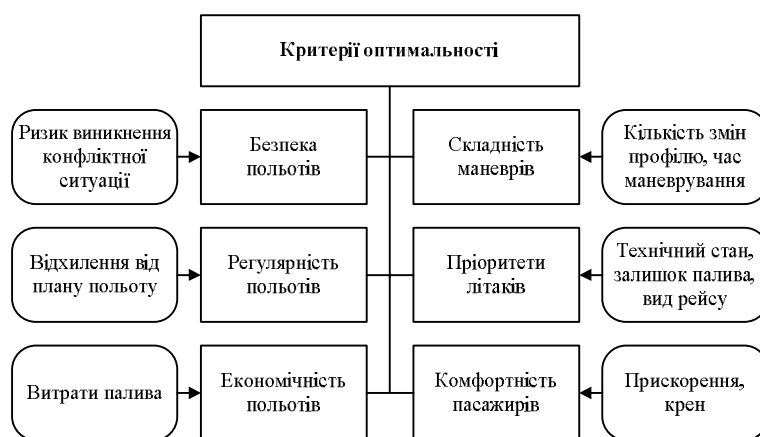 Критерії оптимальності
Ризик виникнення
конфліктної
ситуації
Безпека
польотів
Складність
маневрів
Кількість змін
профілю, час
маневрування
Відхилення від
плану польоту
Регулярність
польотів
Пріоритети
літаків
Технічний стан,
залишок палива,
вид рейсу
Витрати палива
Економічність
польотів
Комфортність
пасажирів
Прискорення,
крен